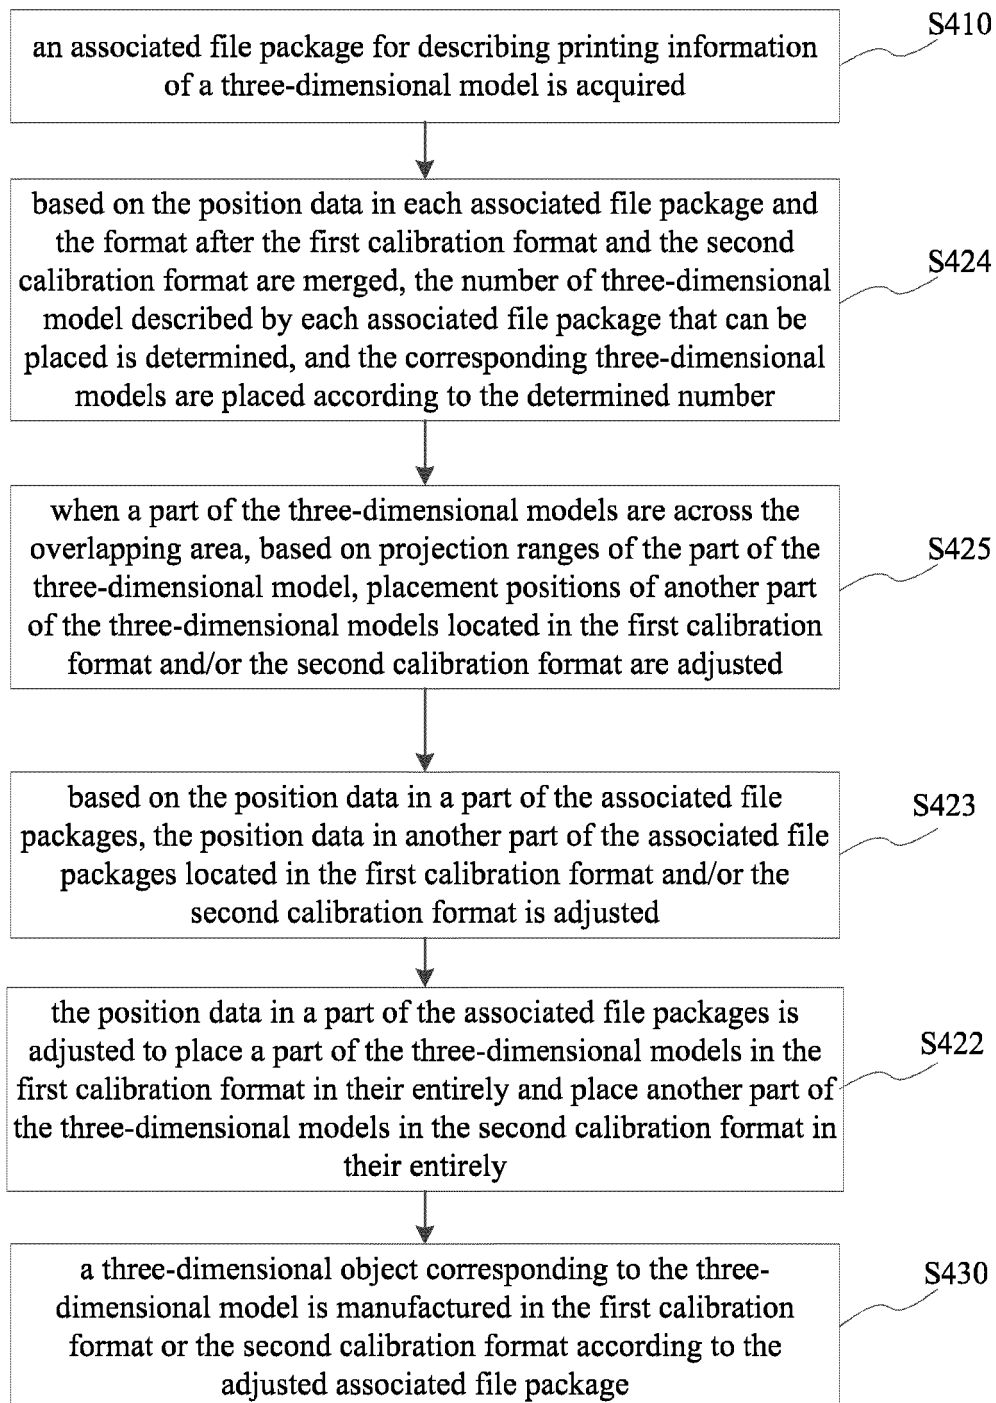 S410
an associated file package for describing printing information
of a three-dimensional model is acquired
based on the position data in each associated file package and
the format after the first calibration format and the second
calibration format are merged, the number of three-dimensional
model described by each associated file package that can be
placed is determined, and the corresponding three-dimensional
models are placed according to the determined number
S424
when a part of the three-dimensional models are across the
overlapping area, based on projection ranges of the part of the
three-dimensional model, placement positions of another part
of the three-dimensional models located in the first calibration
format and/or the second calibration format are adjusted
S425
based on the position data in a part of the associated file
packages, the position data in another part of the associated file
packages located in the first calibration format and/or the
second calibration format is adjusted
S423
the position data in a part of the associated file packages is
adjusted to place a part of the three-dimensional models in the
first calibration format in their entirely and place another part of
the three-dimensional models in the second calibration format in
their entirely
S422
a three-dimensional object corresponding to the three-
dimensional model is manufactured in the first calibration
format or the second calibration format according to the
adjusted associated file package
S430